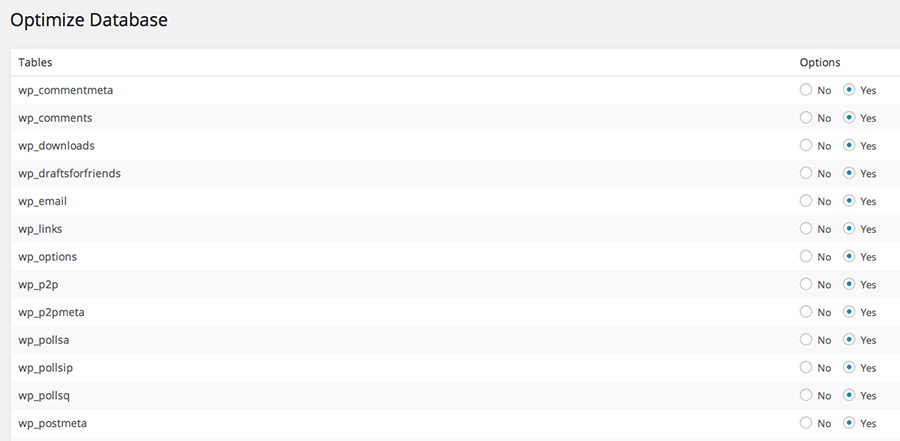 Optimize Database
Tables Options
wp_commentmeta No Yes
wp_comments No Yes
wp_downloads No Yes
wp_draftsforfriends No Yes
wp_email No Yes
wp_links No Yes
wp_options No Yes
wp_p2p No Yes
wp_p2pmeta No Yes
wp_pollsa No Yes
wp_pollsip No Yes
wp_pollsq No Yes
wp_postmeta No Yes